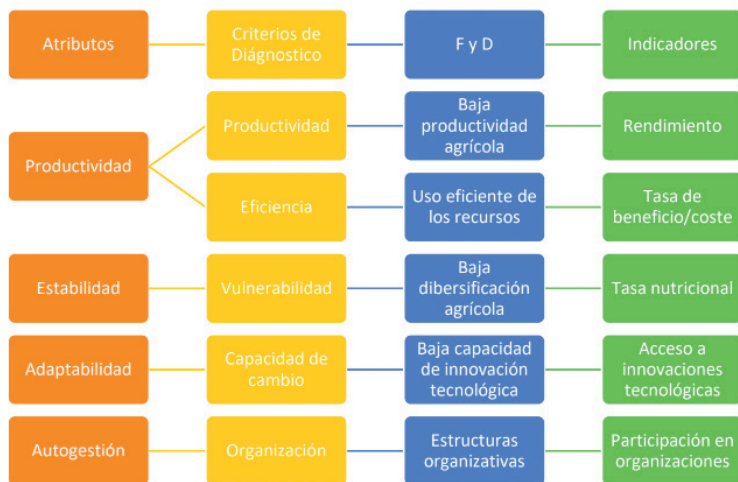 Atributos
Criterios de
Diágnostico
F y D
Indicadores
Productividad
Productividad
Baja
productividad
agrícola
Rendimiento
Eficiencia
Uso eficiente de
los recursos
Tasa de
beneficio/coste
Estabilidad
Vulnerabilidad
Baja
dibersificación
agrícola
Tasa nutricional
Adaptabilidad
Capacidad de
cambio
Baja capacidad
de innovación
tecnológica
Acceso a
innovaciones
tecnológicas
Autogestión
Organización
Estructuras
organizativas
Participación en
organizaciones